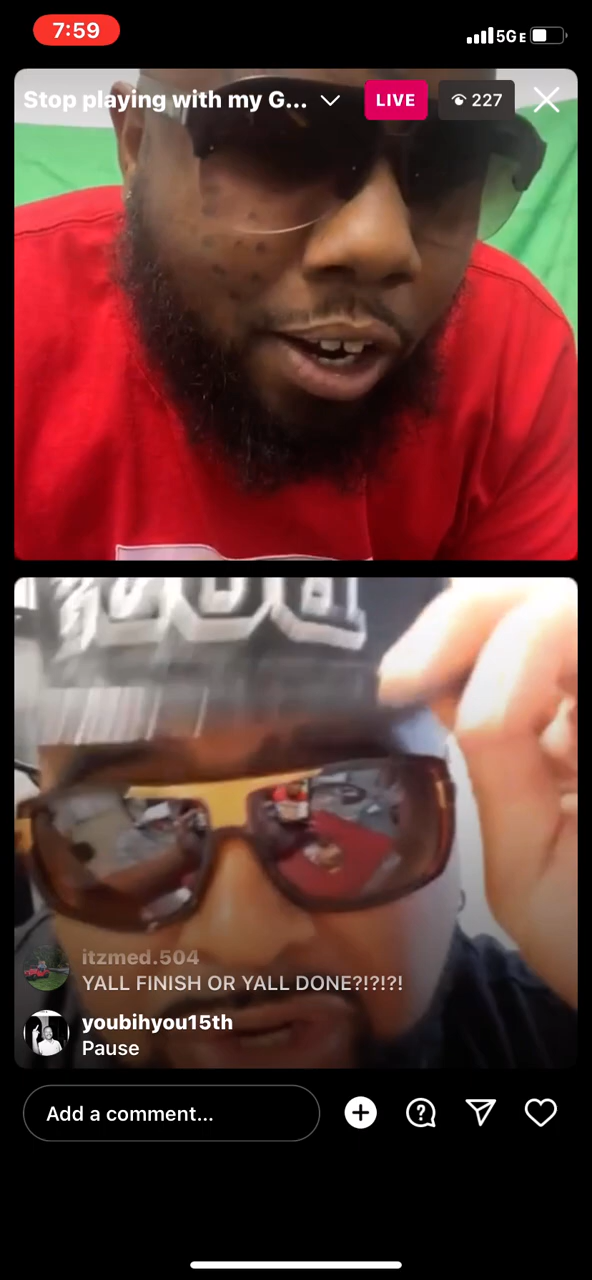 7:59
5GE
Stop playing with my G...
LIVE
227
itzmed.504
YALL FINISH OR YALL DONE?!?!?!
youbihyou15th
Pause
Add a comment...